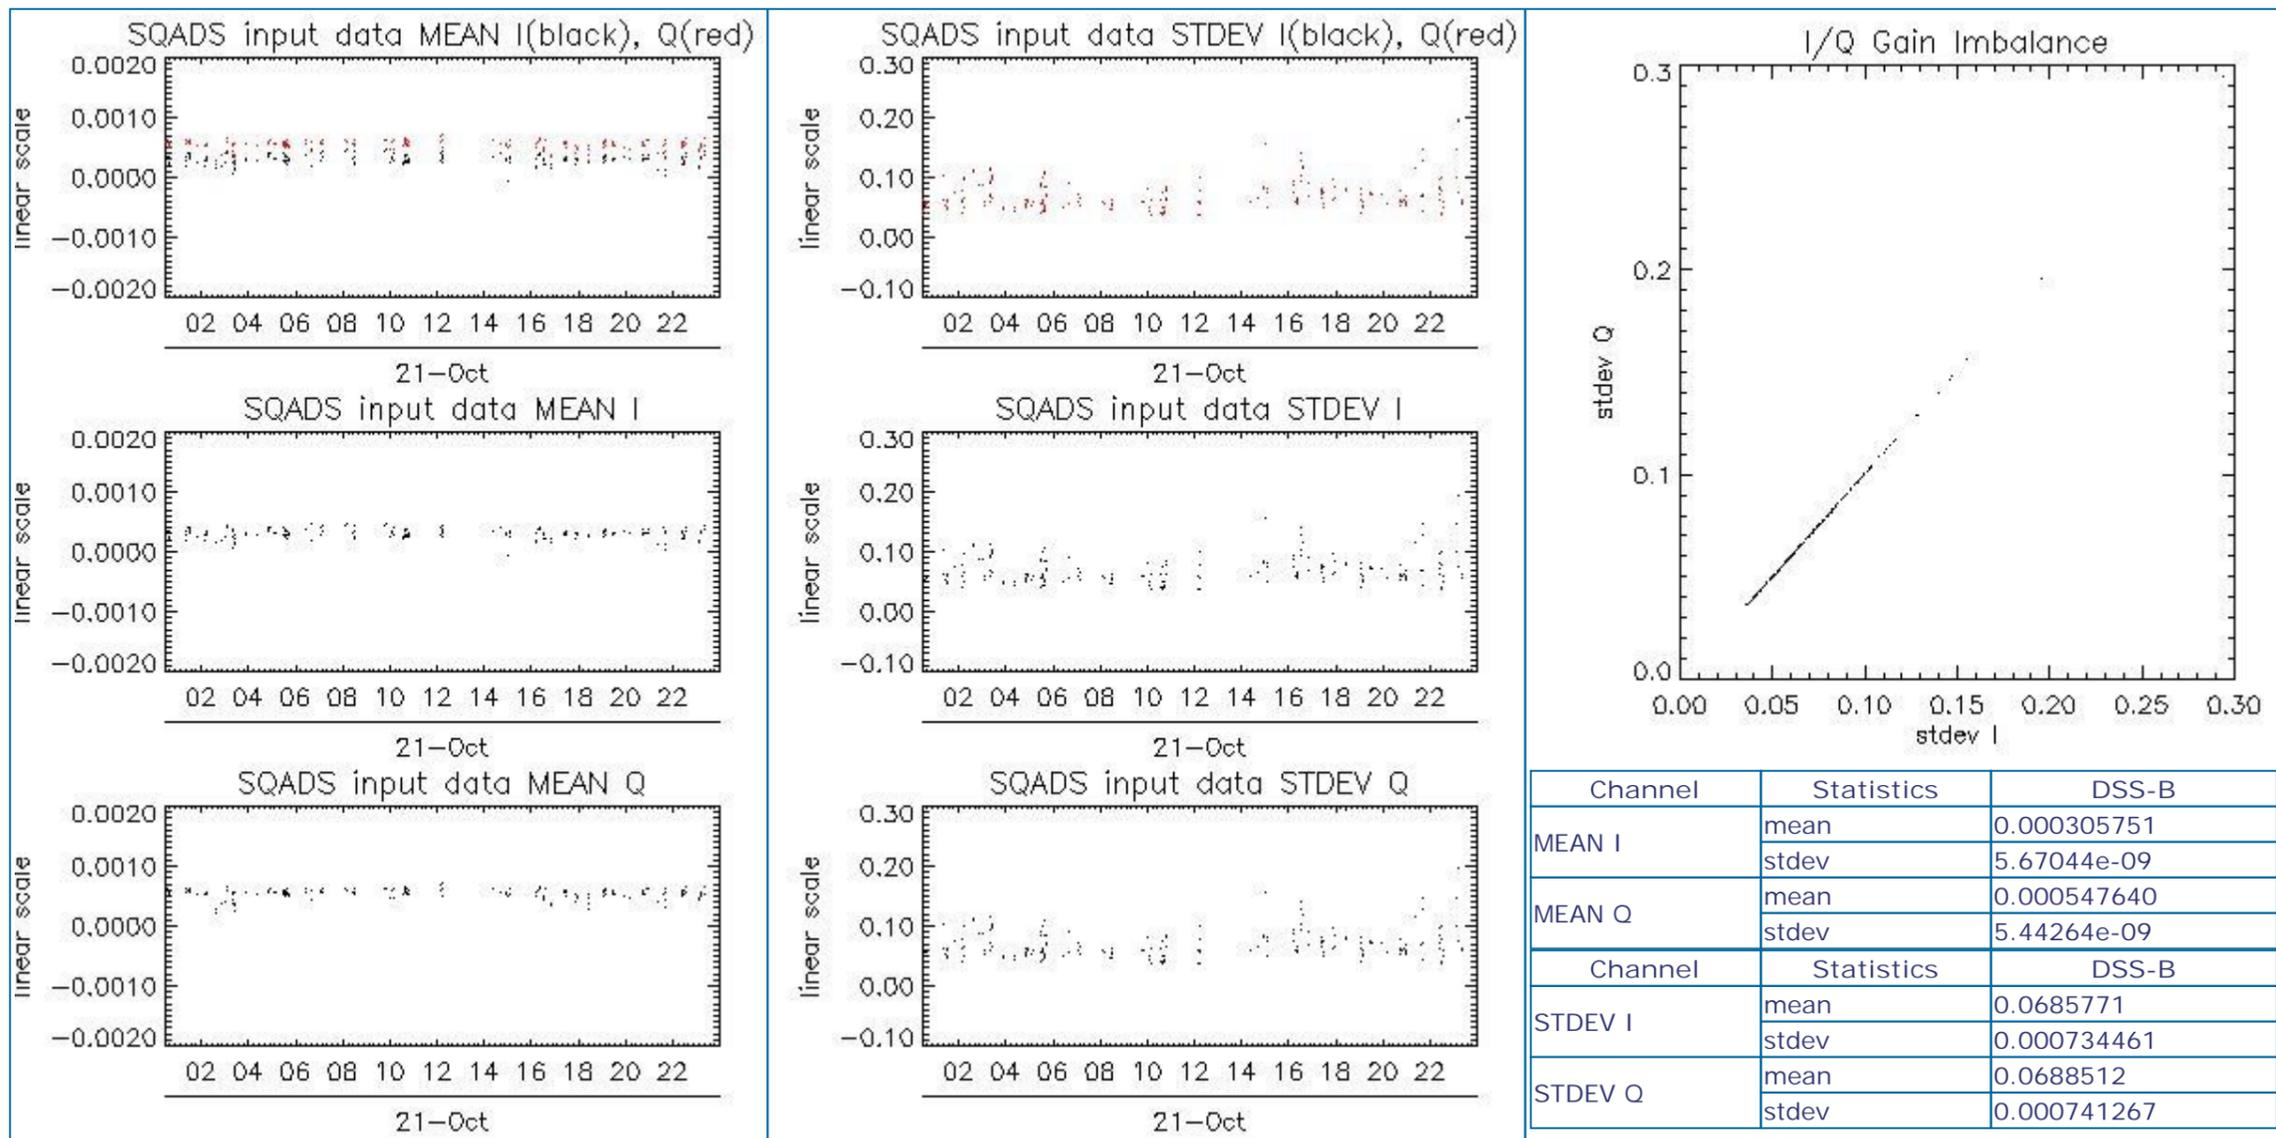 SQADS input data MEAN I(black), Q(red)
linear scale
0.0020
0.0010
0.0000
−0.0010
−0.0020
02 04 06 08 10 12 14 16 18 20 22
21−Oct
SQADS input data MEAN I
linear scale
0.0020
0.0010
0.0000
−0.0010
−0.0020
02 04 06 08 10 12 14 16 18 20 22
21−Oct
SQADS input data MEAN Q
linear scale
0.0020
0.0010
0.0000
−0.0010
−0.0020
02 04 06 08 10 12 14 16 18 20 22
21−Oct
SQADS input data STDEV I(black), Q(red)
linear scale
0.30
0.20
0.10
0.00
−0.10
02 04 06 08 10 12 14 16 18 20 22
21−Oct
SQADS input data STDEV I
linear scale
0.30
0.20
0.10
0.00
−0.10
02 04 06 08 10 12 14 16 18 20 22
21−Oct
SQADS input data STDEV Q
linear scale
0.30
0.20
0.10
0.00
−0.10
02 04 06 08 10 12 14 16 18 20 22
21−Oct
I/Q Gain Imbalance
stdev Q
0.3
0.2
0.1
0.0
0.00 0.05 0.10 0.15 0.20 0.25 0.30
stdev I
Channel Statistics DSS-B
MEAN I mean 0.000305751
stdev 5.67044e-09
MEAN Q mean 0.000547640
stdev 5.44264e-09
Channel Statistics DSS-B
STDEV I mean 0.0685771
stdev 0.000734461
STDEV Q mean 0.0688512
stdev 0.000741267